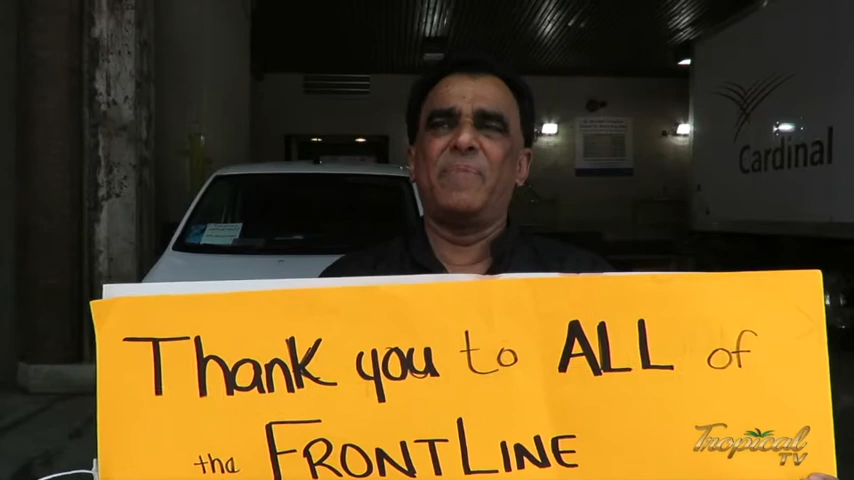 Cardinal
Thank you to ALL of
the FRONTLINE
Tropical
TV